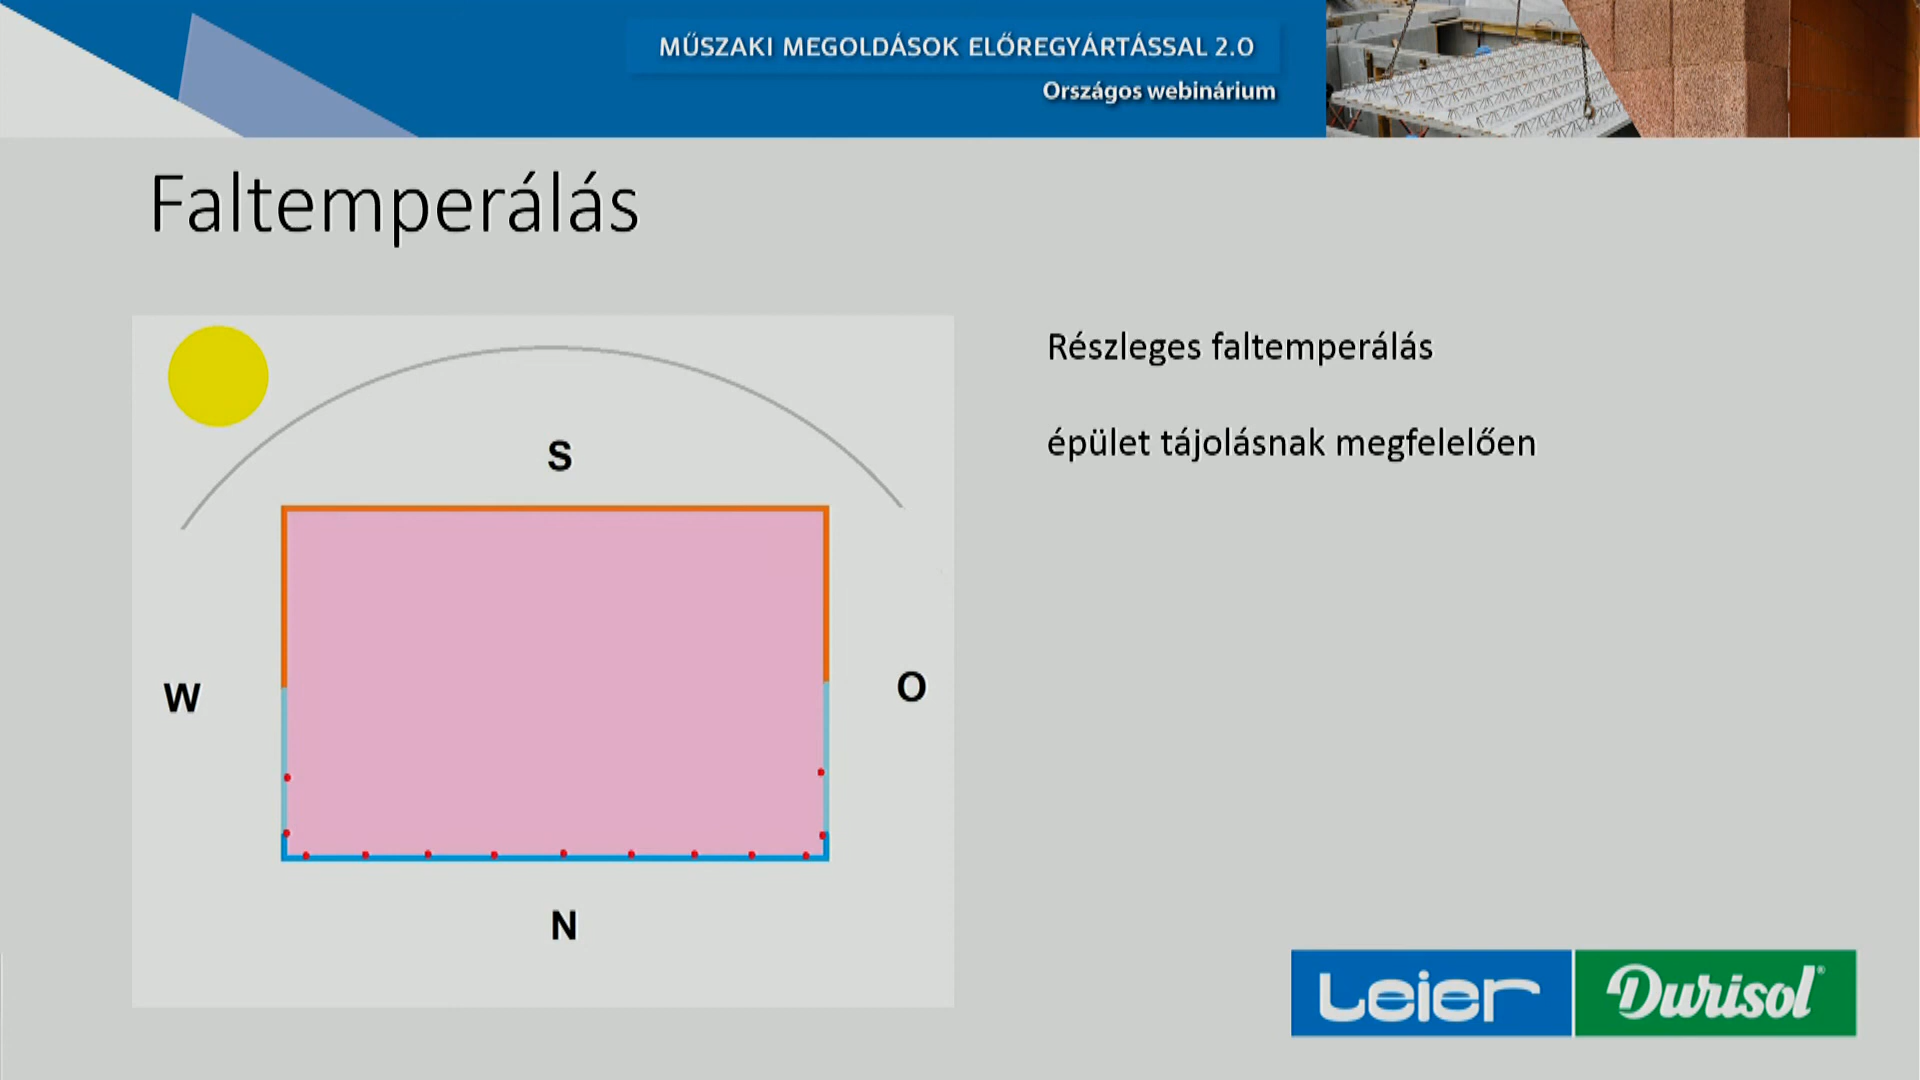 MŰSZAKI MEGOLDÁSOK ELŐREGYÁRTÁSSAL 2.0
Országos webinárium
Faltemperálás
Részleges faltemperálás
épület tájolásnak megfelelően
S
W
O
N
Leier
Durisol®